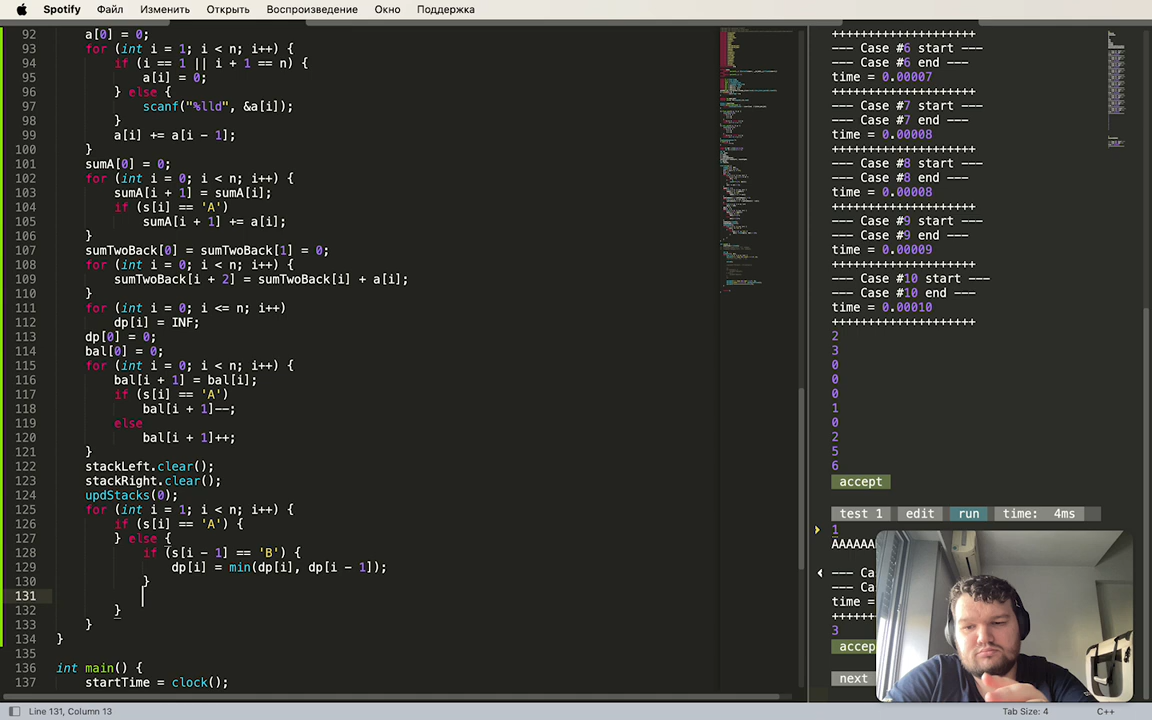 Spotify Файл Изменить Открыть Воспроизведение Окно Поддержка
92 a[0] = 0;
93 for (int i = 1; i < n; i++) {
94 if (i == 1 || i + 1 == n) {
95 a[i] = 0;
96 } else {
97 scanf("%lld", &a[i]);
98 }
99 a[i] += a[i - 1];
100 }
101 sumA[0] = 0;
102 for (int i = 0; i < n; i++) {
103 sumA[i + 1] = sumA[i];
104 if (s[i] == 'A')
105 sumA[i + 1] += a[i];
106 }
107 sumTwoBack[0] = sumTwoBack[1] = 0;
108 for (int i = 0; i < n; i++) {
109 sumTwoBack[i + 2] = sumTwoBack[i] + a[i];
110 }
111 for (int i = 0; i <= n; i++)
112 dp[i] = INF;
113 dp[0] = 0;
114 bal[0] = 0;
115 for (int i = 0; i < n; i++) {
116 bal[i + 1] = bal[i];
117 if (s[i] == 'A')
118 bal[i + 1]--;
119 else
120 bal[i + 1]++;
121 }
122 stackLeft.clear();
123 stackRight.clear();
124 updStacks(0);
125 for (int i = 1; i < n; i++) {
126 if (s[i] == 'A') {
127 } else {
128 if (s[i - 1] == 'B') {
129 dp[i] = min(dp[i], dp[i - 1]);
130 }
131
132 }
133 }
134 }
135
136 int main() {
137 startTime = clock();
+++++++++++++++++++++
--- Case #6 start ---
--- Case #6 end ---
time = 0.00007
+++++++++++++++++++++
--- Case #7 start ---
--- Case #7 end ---
time = 0.00008
+++++++++++++++++++++
--- Case #8 start ---
--- Case #8 end ---
time = 0.00008
+++++++++++++++++++++
--- Case #9 start ---
--- Case #9 end ---
time = 0.00009
+++++++++++++++++++++
--- Case #10 start ---
--- Case #10 end ---
time = 0.00010
+++++++++++++++++++++
2
3
0
0
0
1
0
2
5
6
accept
test 1 edit run time: 4ms
1
AAAAAA
--- Ca
--- Ca
time =
++++++
3
accep
next
Line 131, Column 13 Tab Size: 4 C++